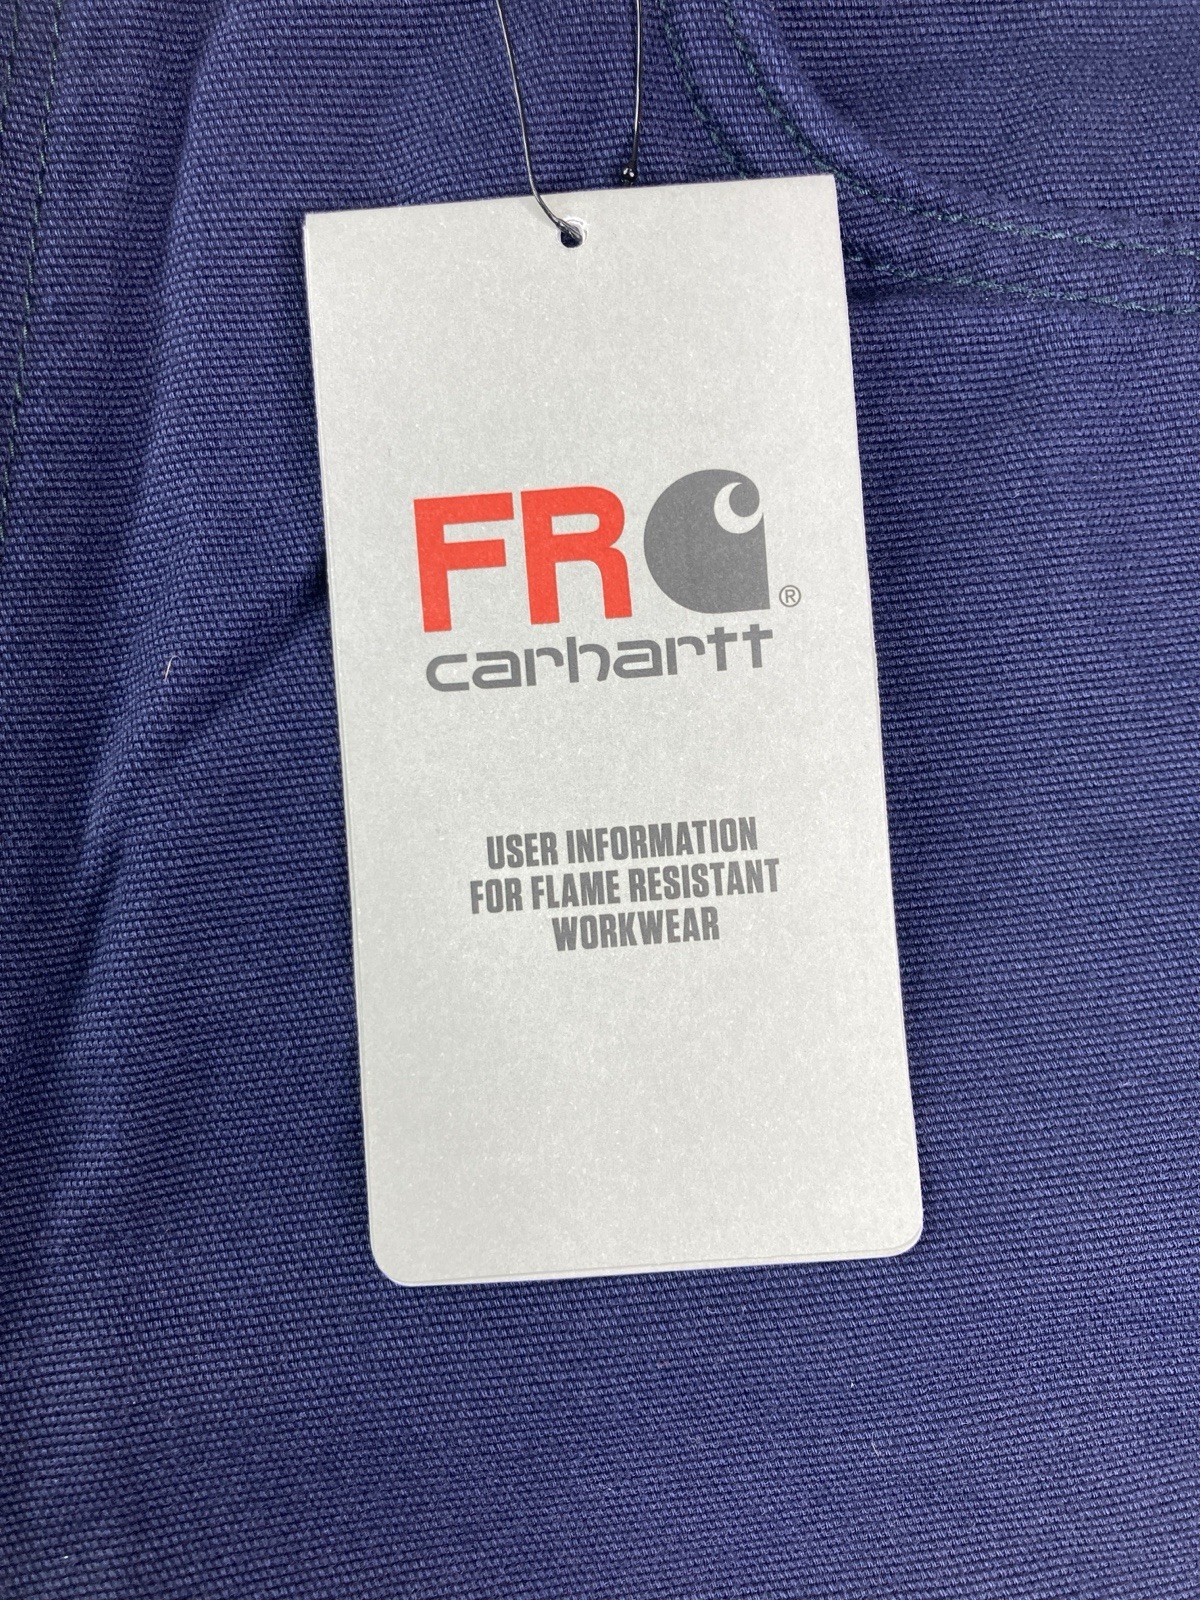 FR ®
carhartt
USER INFORMATION
FOR FLAME RESISTANT
WORKWEAR